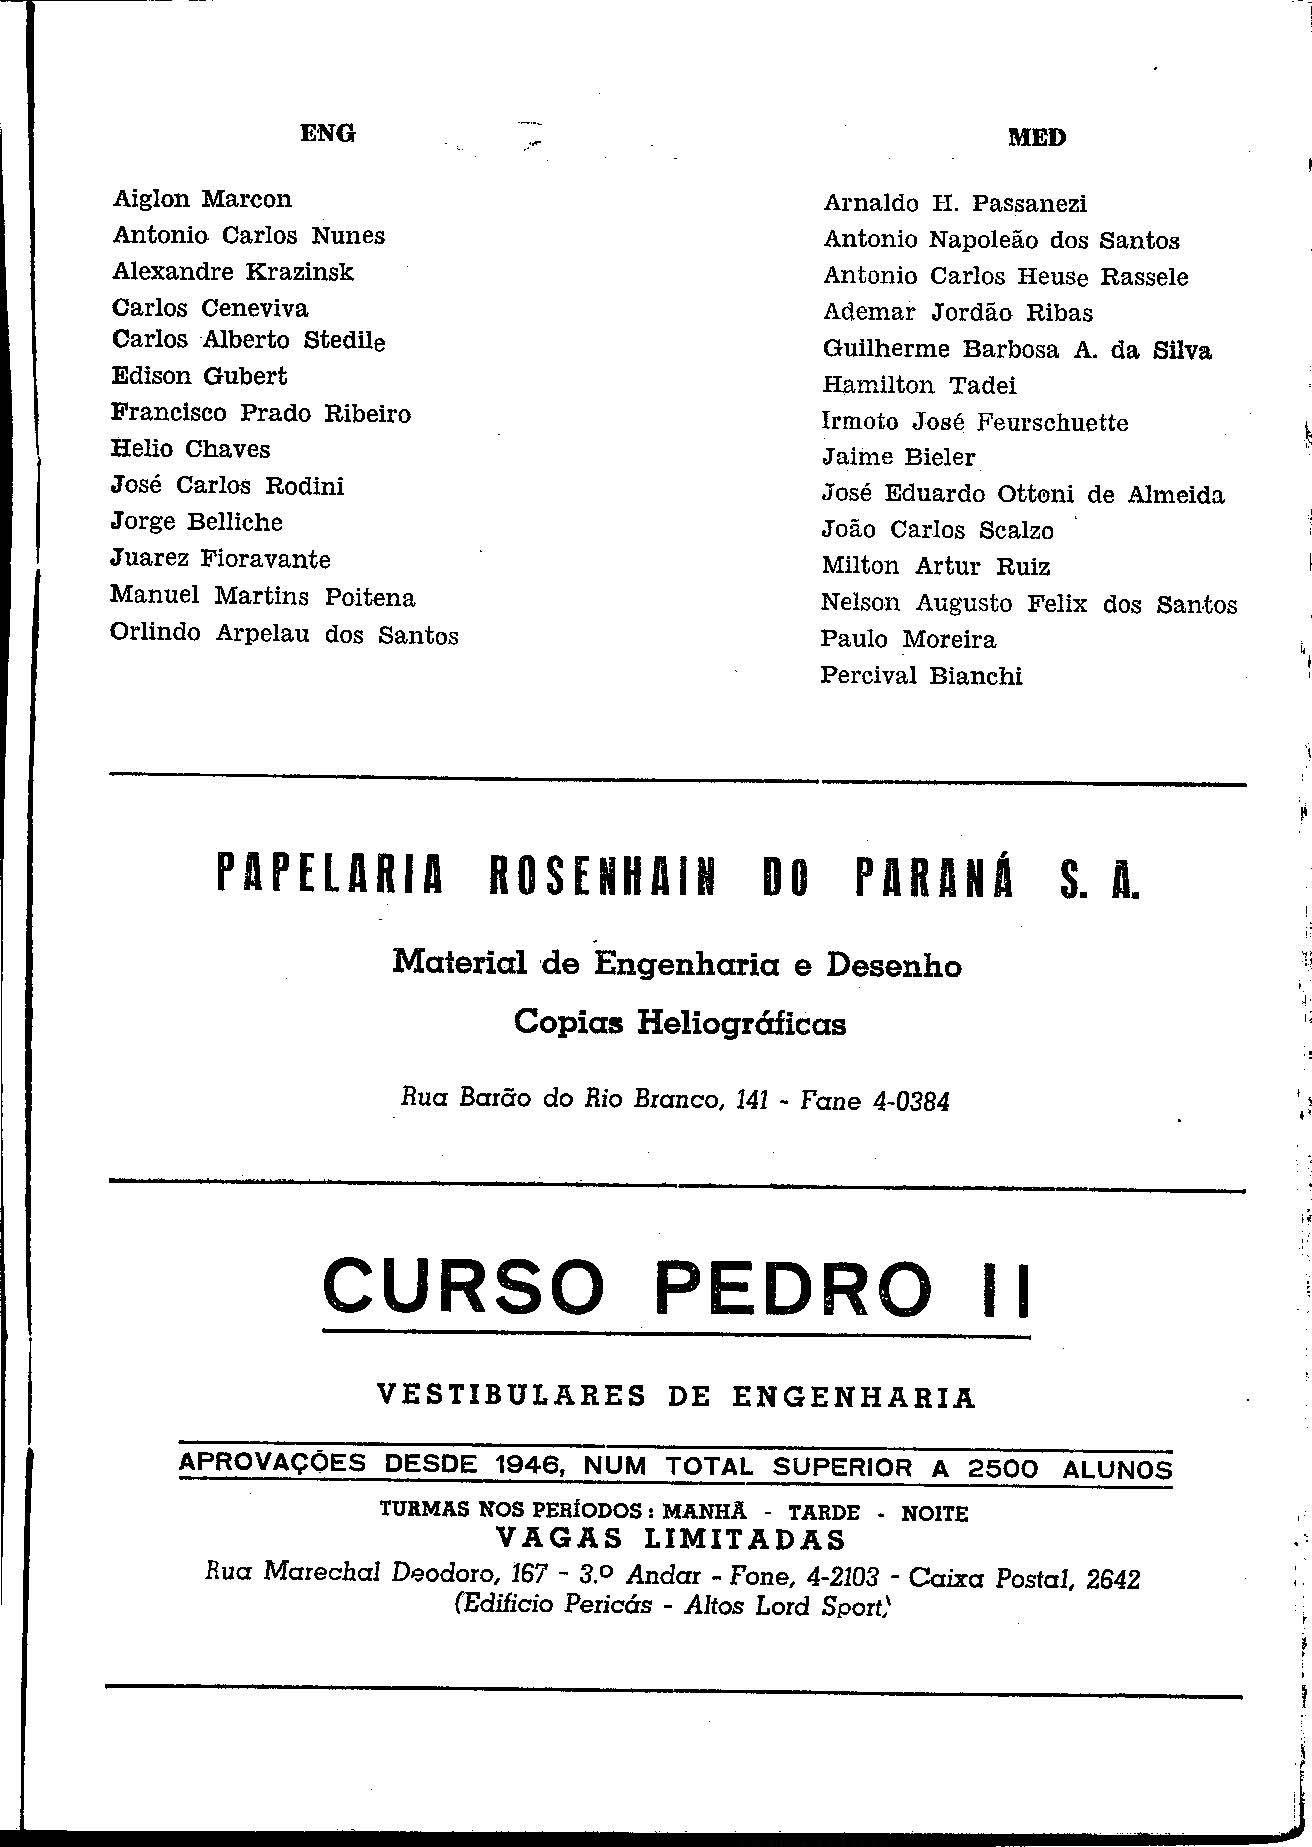 ENG
Aiglon Marcon
Antonio Carlos Nunes
Alexandre Krazinsk
Carlos Ceneviva
Carlos Alberto Stedile
Edison Gubert
Francisco Prado Ribeiro
Helio Chaves
José Carlos Rodini
Jorge Belliche
Juarez Fioravante
Manuel Martins Poitena
Orlindo Arpelau dos Santos
MED
Arnaldo H. Passanezi
Antonio Napoleão dos Santos
Antonio Carlos Heuse Rassele
Ademar Jordão Ribas
Guilherme Barbosa A. da Silva
Hamilton Tadei
Irmoto José Feurschuette
Jaime Bieler
José Eduardo Ottoni de Almeida
João Carlos Scalzo
Milton Artur Ruiz
Nelson Augusto Felix dos Santos
Paulo Moreira
Percival Bianchi
PAPELARIA ROSENHAIN DO PARANÁ S. A.
Material de Engenharia e Desenho
Copias Heliográficas
Rua Barão do Rio Branco, 141 - Fane 4-0384
CURSO PEDRO II
VESTIBULARES DE ENGENHARIA
APROVAÇÕES DESDE 1946, NUM TOTAL SUPERIOR A 2500 ALUNOS
TURMAS NOS PERÍODOS: MANHÃ - TARDE - NOITE
VAGAS LIMITADAS
Rua Marechal Deodoro, 167 - 3.º Andar - Fone, 4-2103 - Caixa Postal, 2642
(Edificio Pericás - Altos Lord Sport)